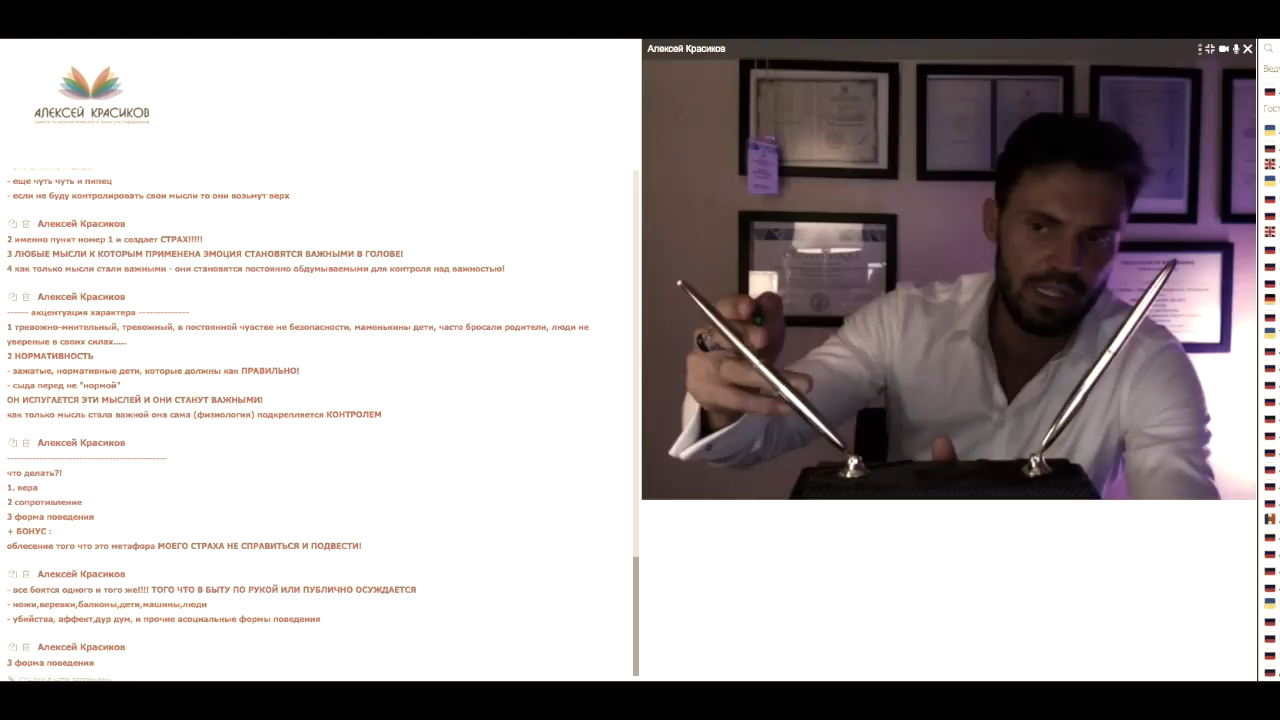 АЛЕКСЕЙ КРАСИКОВ
- еще чуть чуть и пипец
- если не буду контролировать свои мысли то они возьмут верх
Алексей Красиков
2 именно пункт номер 1 и создает СТРАХ!!!!!
3 ЛЮБЫЕ МЫСЛИ К КОТОРЫМ ПРИМЕНЕНА ЭМОЦИЯ СТАНОВЯТСЯ ВАЖНЫМИ В ГОЛОВЕ!
4 как только мысли стали важными - они становятся постоянно обдумываемыми для контроля над важностью!
Алексей Красиков
------ акцентуация характера --------------
1 тревожно-мнительный, тревожный, в постоянной чувстве не безопасности, маменькины дети, часто бросали родители, люди не
увереные в своих силах.....
2 НОРМАТИВНОСТЬ
- зажатые, нормативные дети, которые должны как ПРАВИЛЬНО!
- сыда перед не "нормой"
ОН ИСПУГАЕТСЯ ЭТИ МЫСЛЕЙ И ОНИ СТАНУТ ВАЖНЫМИ!
как только мысль стала важной она сама (физиология) подкрепляется КОНТРОЛЕМ
Алексей Красиков
--------------------------------------------
что делать?!
1. вера
2 сопротивление
3 форма поведения
+ БОНУС :
облесение того что это метафора МОЕГО СТРАХА НЕ СПРАВИТЬСЯ И ПОДВЕСТИ!
Алексей Красиков
- все боятся одного и того же!!!! ТОГО ЧТО В БЫТУ ПО РУКОЙ ИЛИ ПУБЛИЧНО ОСУЖДАЕТСЯ
- ножи,веревки,балконы,дети,машины,люди
- убийства, аффект,дур дум, и прочие асоциальные формы поведения
Алексей Красиков
3 форма поведения
Алексей Красиков